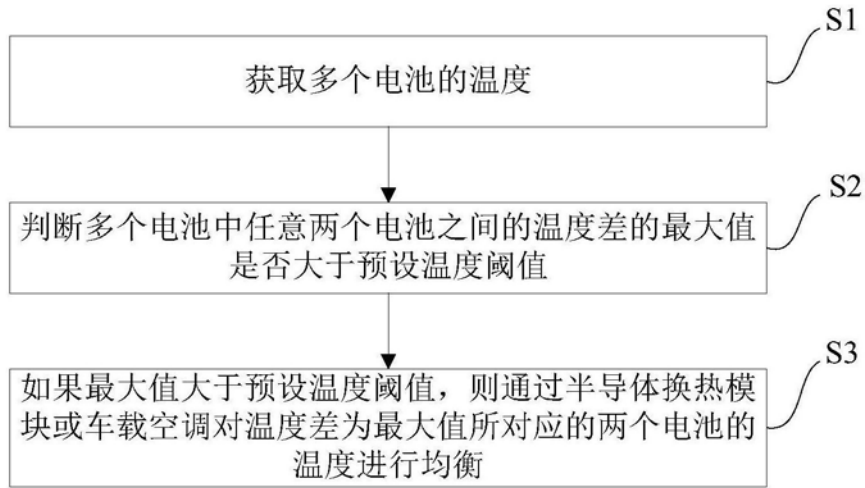 S1
获取多个电池的温度
S2
判断多个电池中任意两个电池之间的温度差的最大值
是否大于预设温度阈值
S3
如果最大值大于预设温度阈值，则通过半导体换热模
块或车载空调对温度差为最大值所对应的两个电池的
温度进行均衡